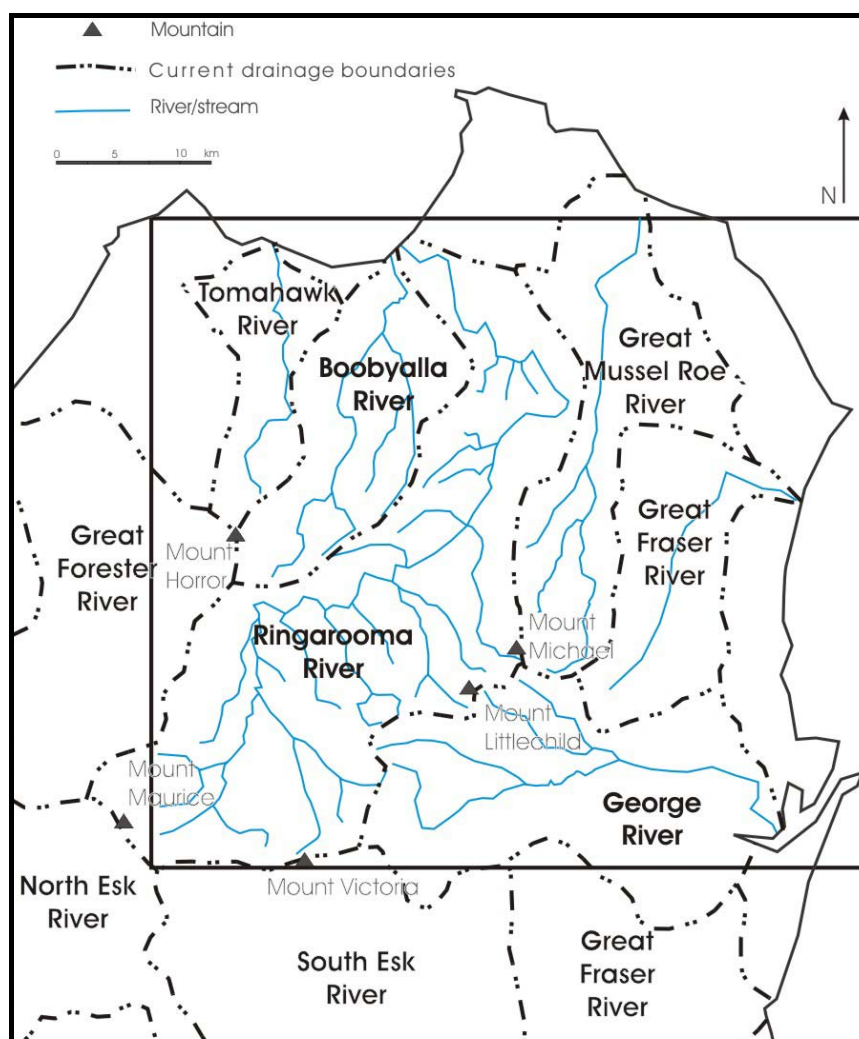 Mountain
Current drainage boundaries
River/stream
0 5 10 km
N
Tomahawk
River
Boobyalla
River
Great
Mussel Roe
River
Great
Forester
River
Mount
Horror
Great
Fraser
River
Ringarooma
River
Mount
Michael
Mount
Littlechild
Mount
Maurice
George
River
Mount Victoria
North Esk
River
South Esk
River
Great
Fraser
River